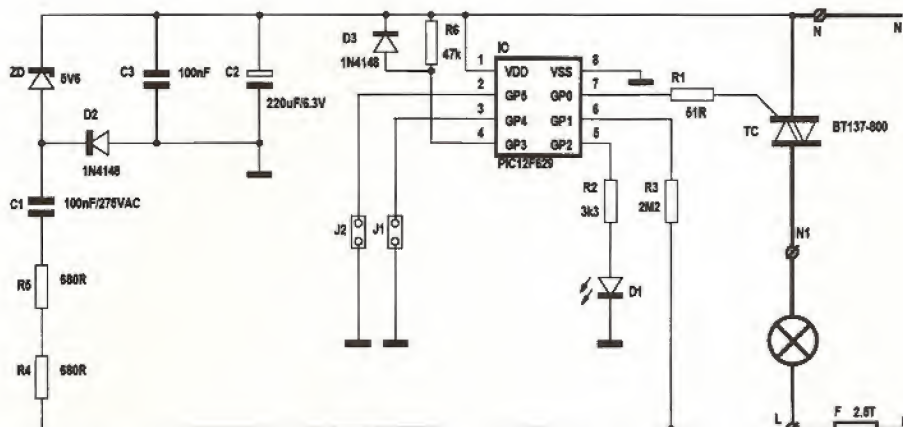 N
N
ZD
5V6
C3
100nF
C2
220uF/6.3V
D3
1N4148
R6
47k
IO
1
VDD
VSS
8
2
GP5
GP0
7
3
GP4
GP1
6
4
GP3
GP2
5
PIC12F629
R1
51R
TC
BT137-800
D2
1N4148
C1
100nF/275VAC
R2
3k3
R3
2M2
J2
J1
D1
N1
R5
680R
R4
680R
L
F 2.5T